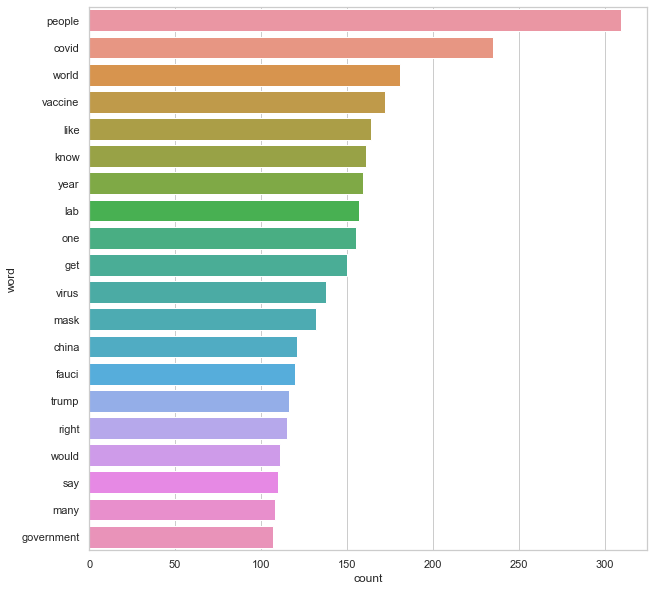 people
covid
world
vaccine
like
know
year
lab
one
get
virus
mask
china
fauci
trump
right
would
say
many
government
word
0 50 100 150 200 250 300
count